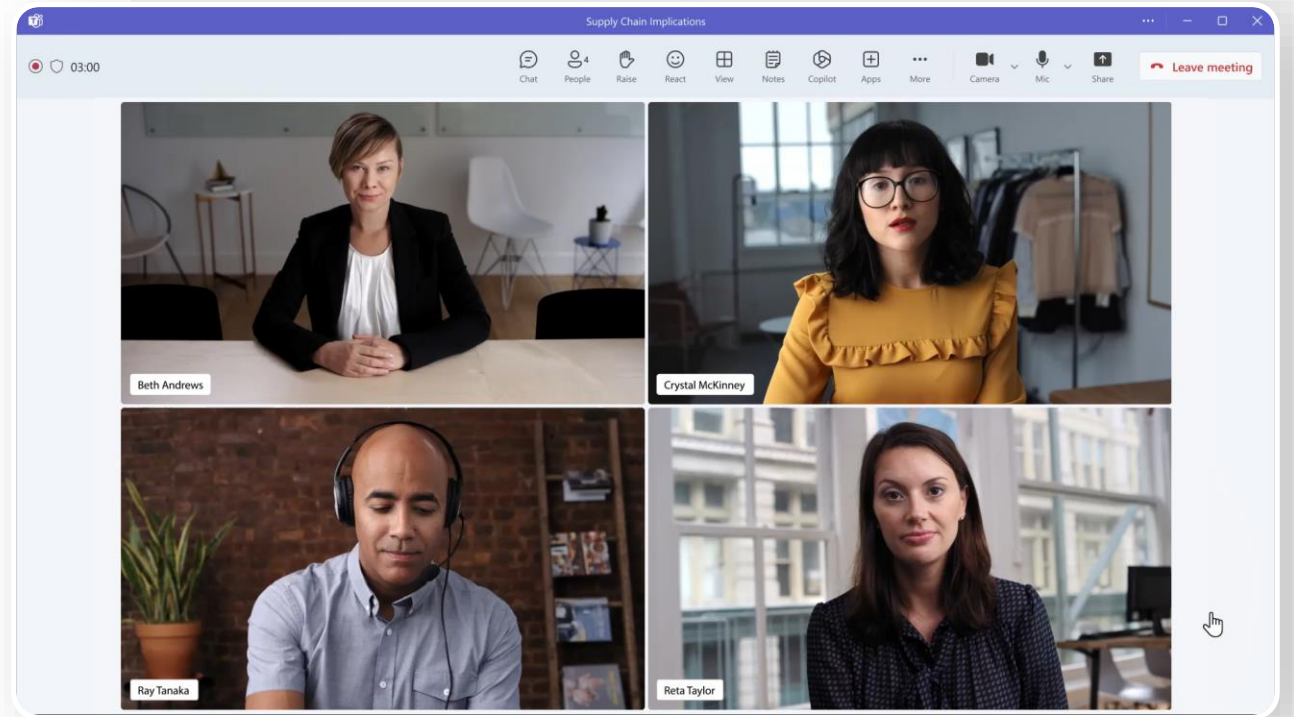 Supply Chain Implications
03:00
Chat
People
4
Raise
React
View
Notes
Copilot
Apps
More
Camera
Mic
Share
Leave meeting
Beth Andrews
Crystal McKinney
Ray Tanaka
Reta Taylor